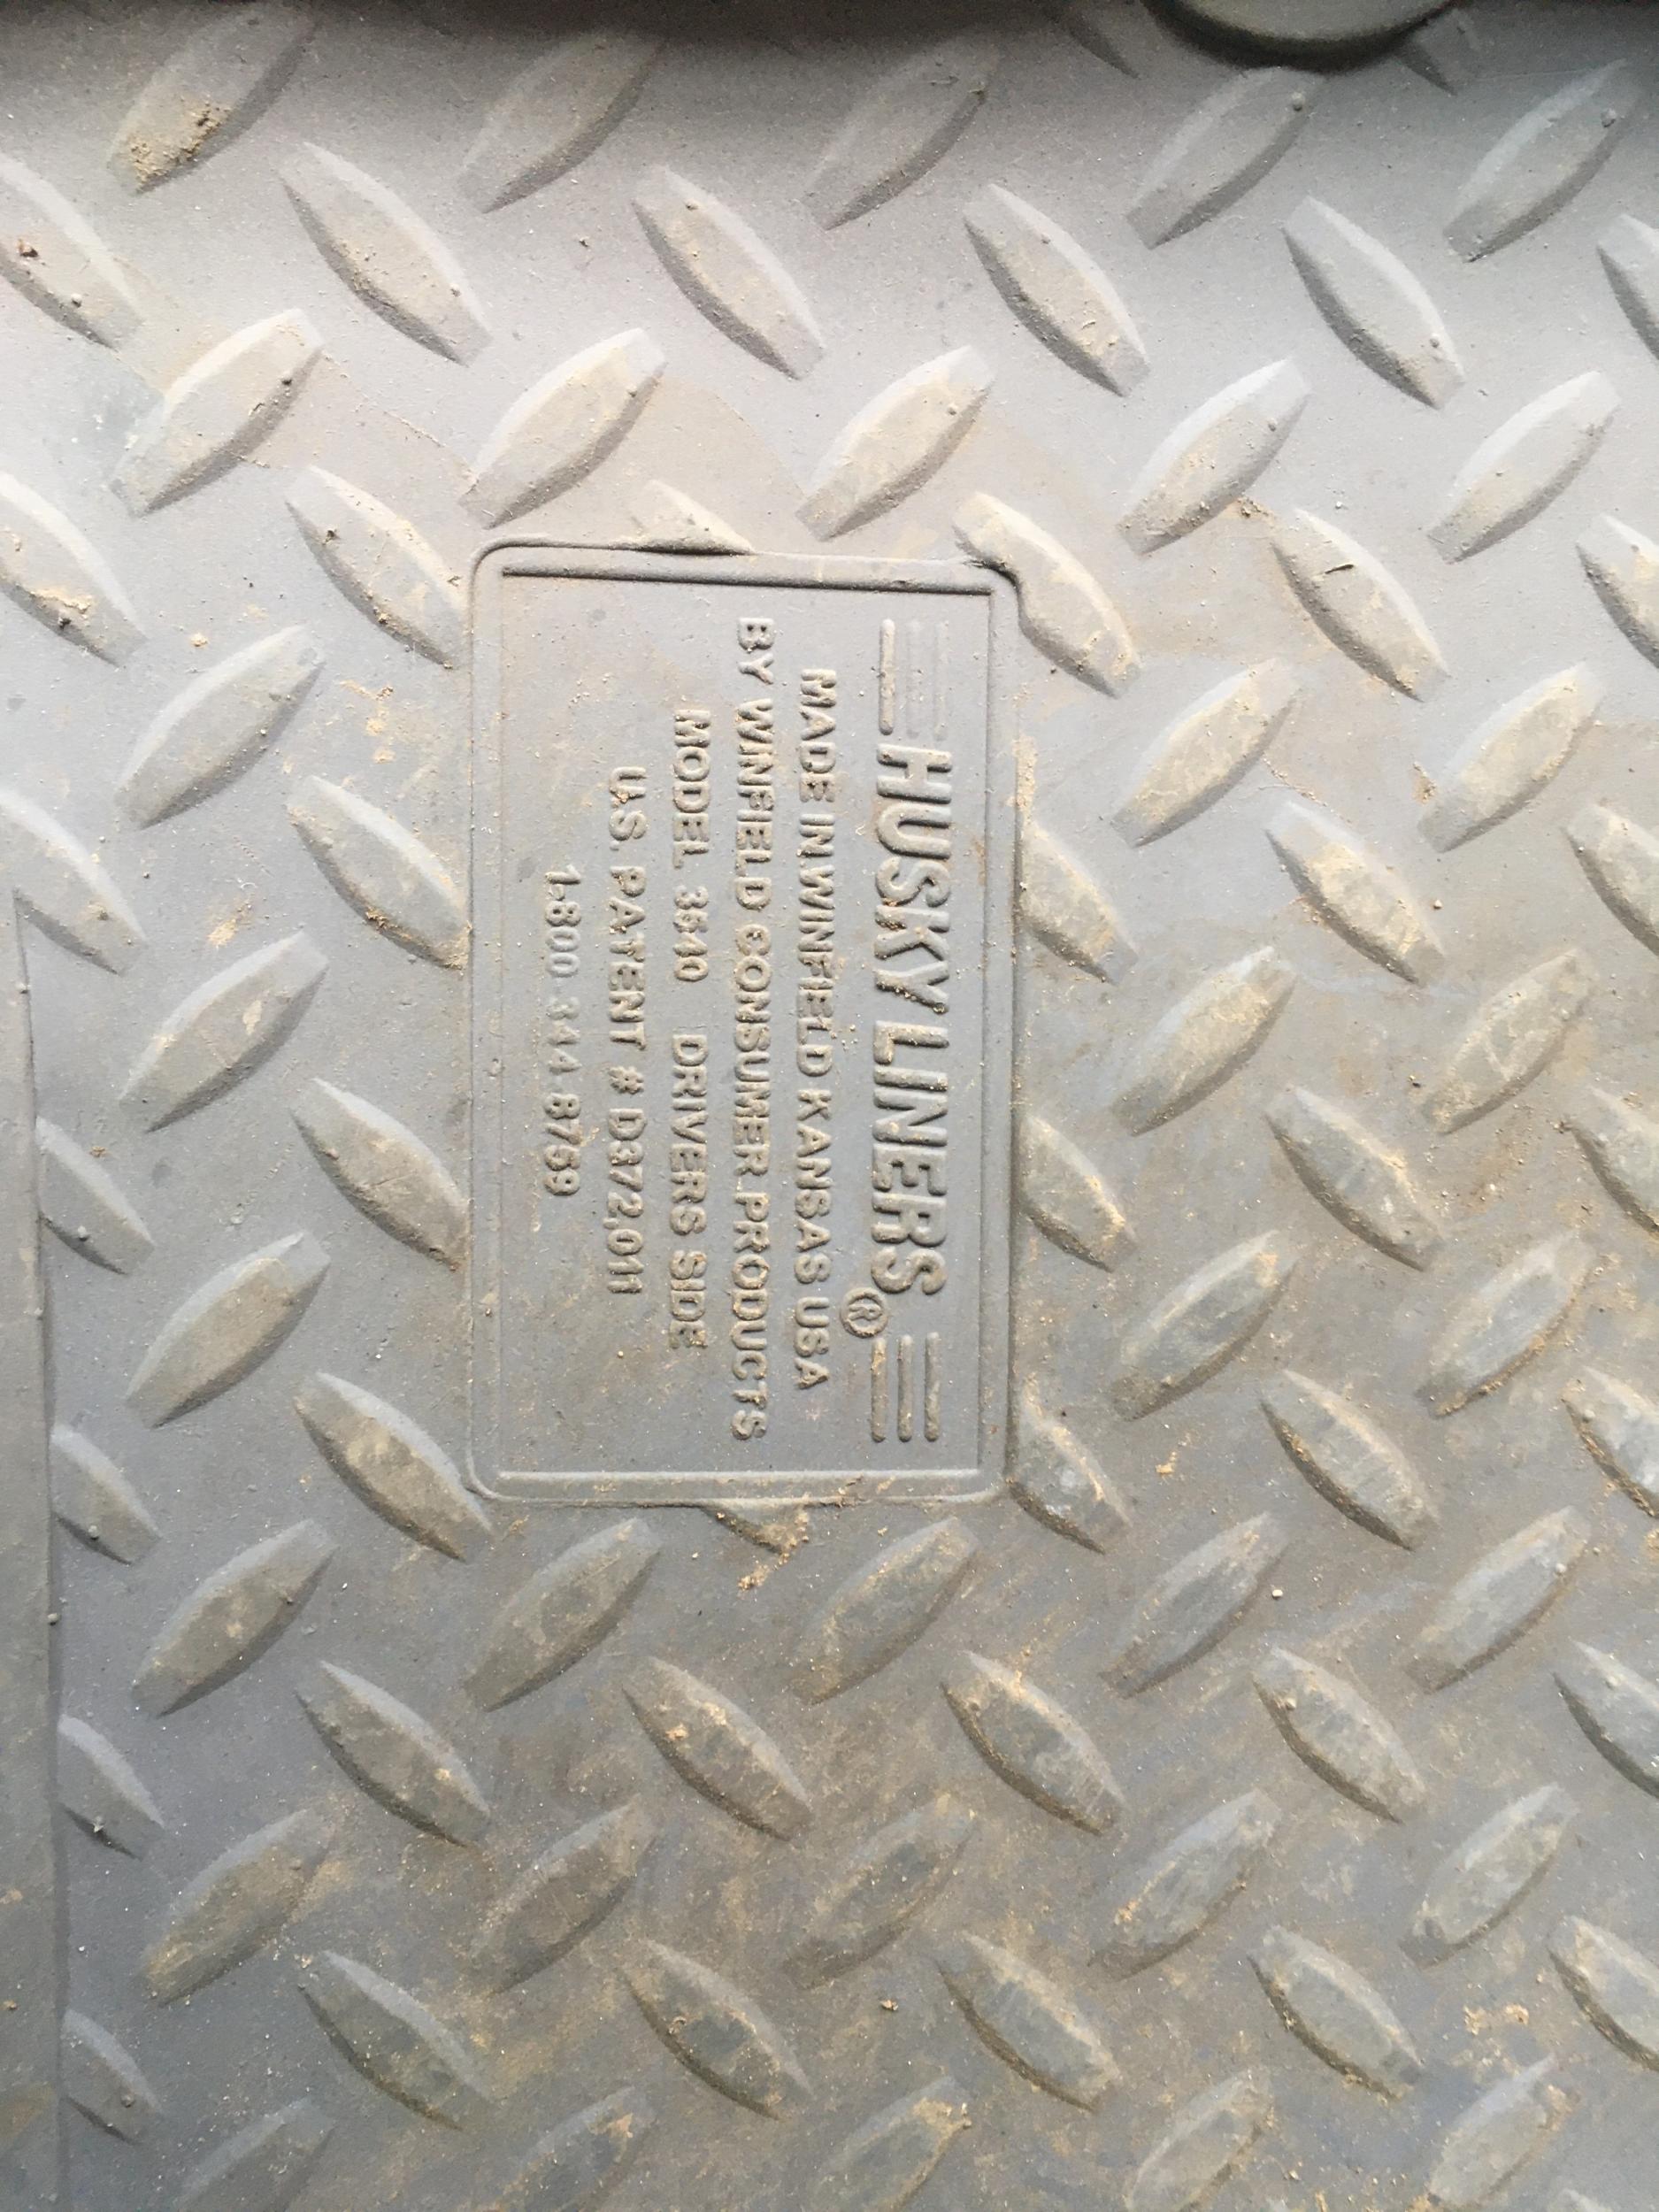 HUSKY LINERS®
MADE IN WINFIELD KANSAS USA
BY WINFIELD CONSUMER PRODUCTS
MODEL 3510 DRIVERS SIDE
U.S. PATENT # D372,011
1-800-344-8759